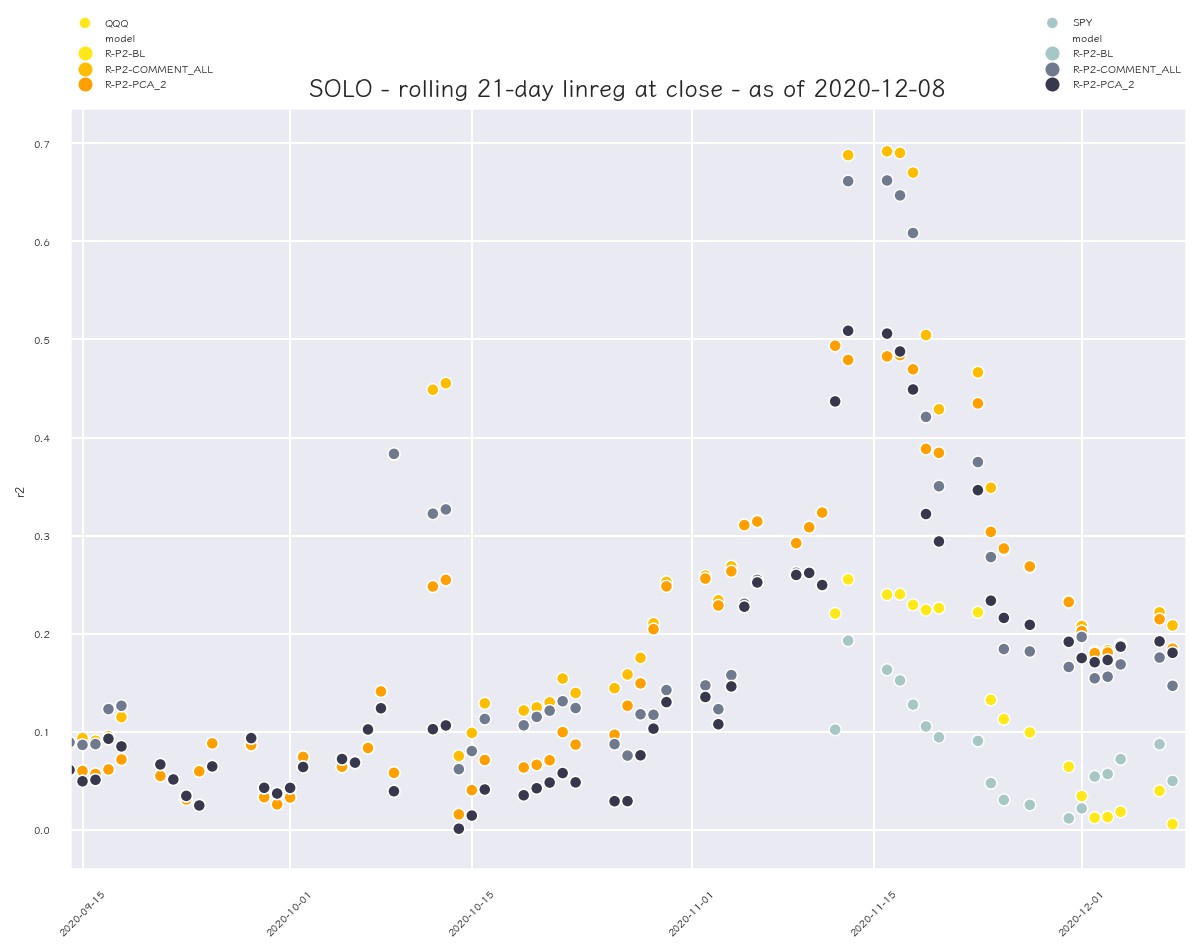 QQQ
model
R-P2-BL
R-P2-COMMENT_ALL
R-P2-PCA_2
SPY
model
R-P2-BL
R-P2-COMMENT_ALL
R-P2-PCA_2
SOLO - rolling 21-day linreg at close - as of 2020-12-08
0.7
0.6
0.5
0.4
0.3
0.2
0.1
0.0
r2
2020-09-15
2020-10-01
2020-10-15
2020-11-01
2020-11-15
2020-12-01